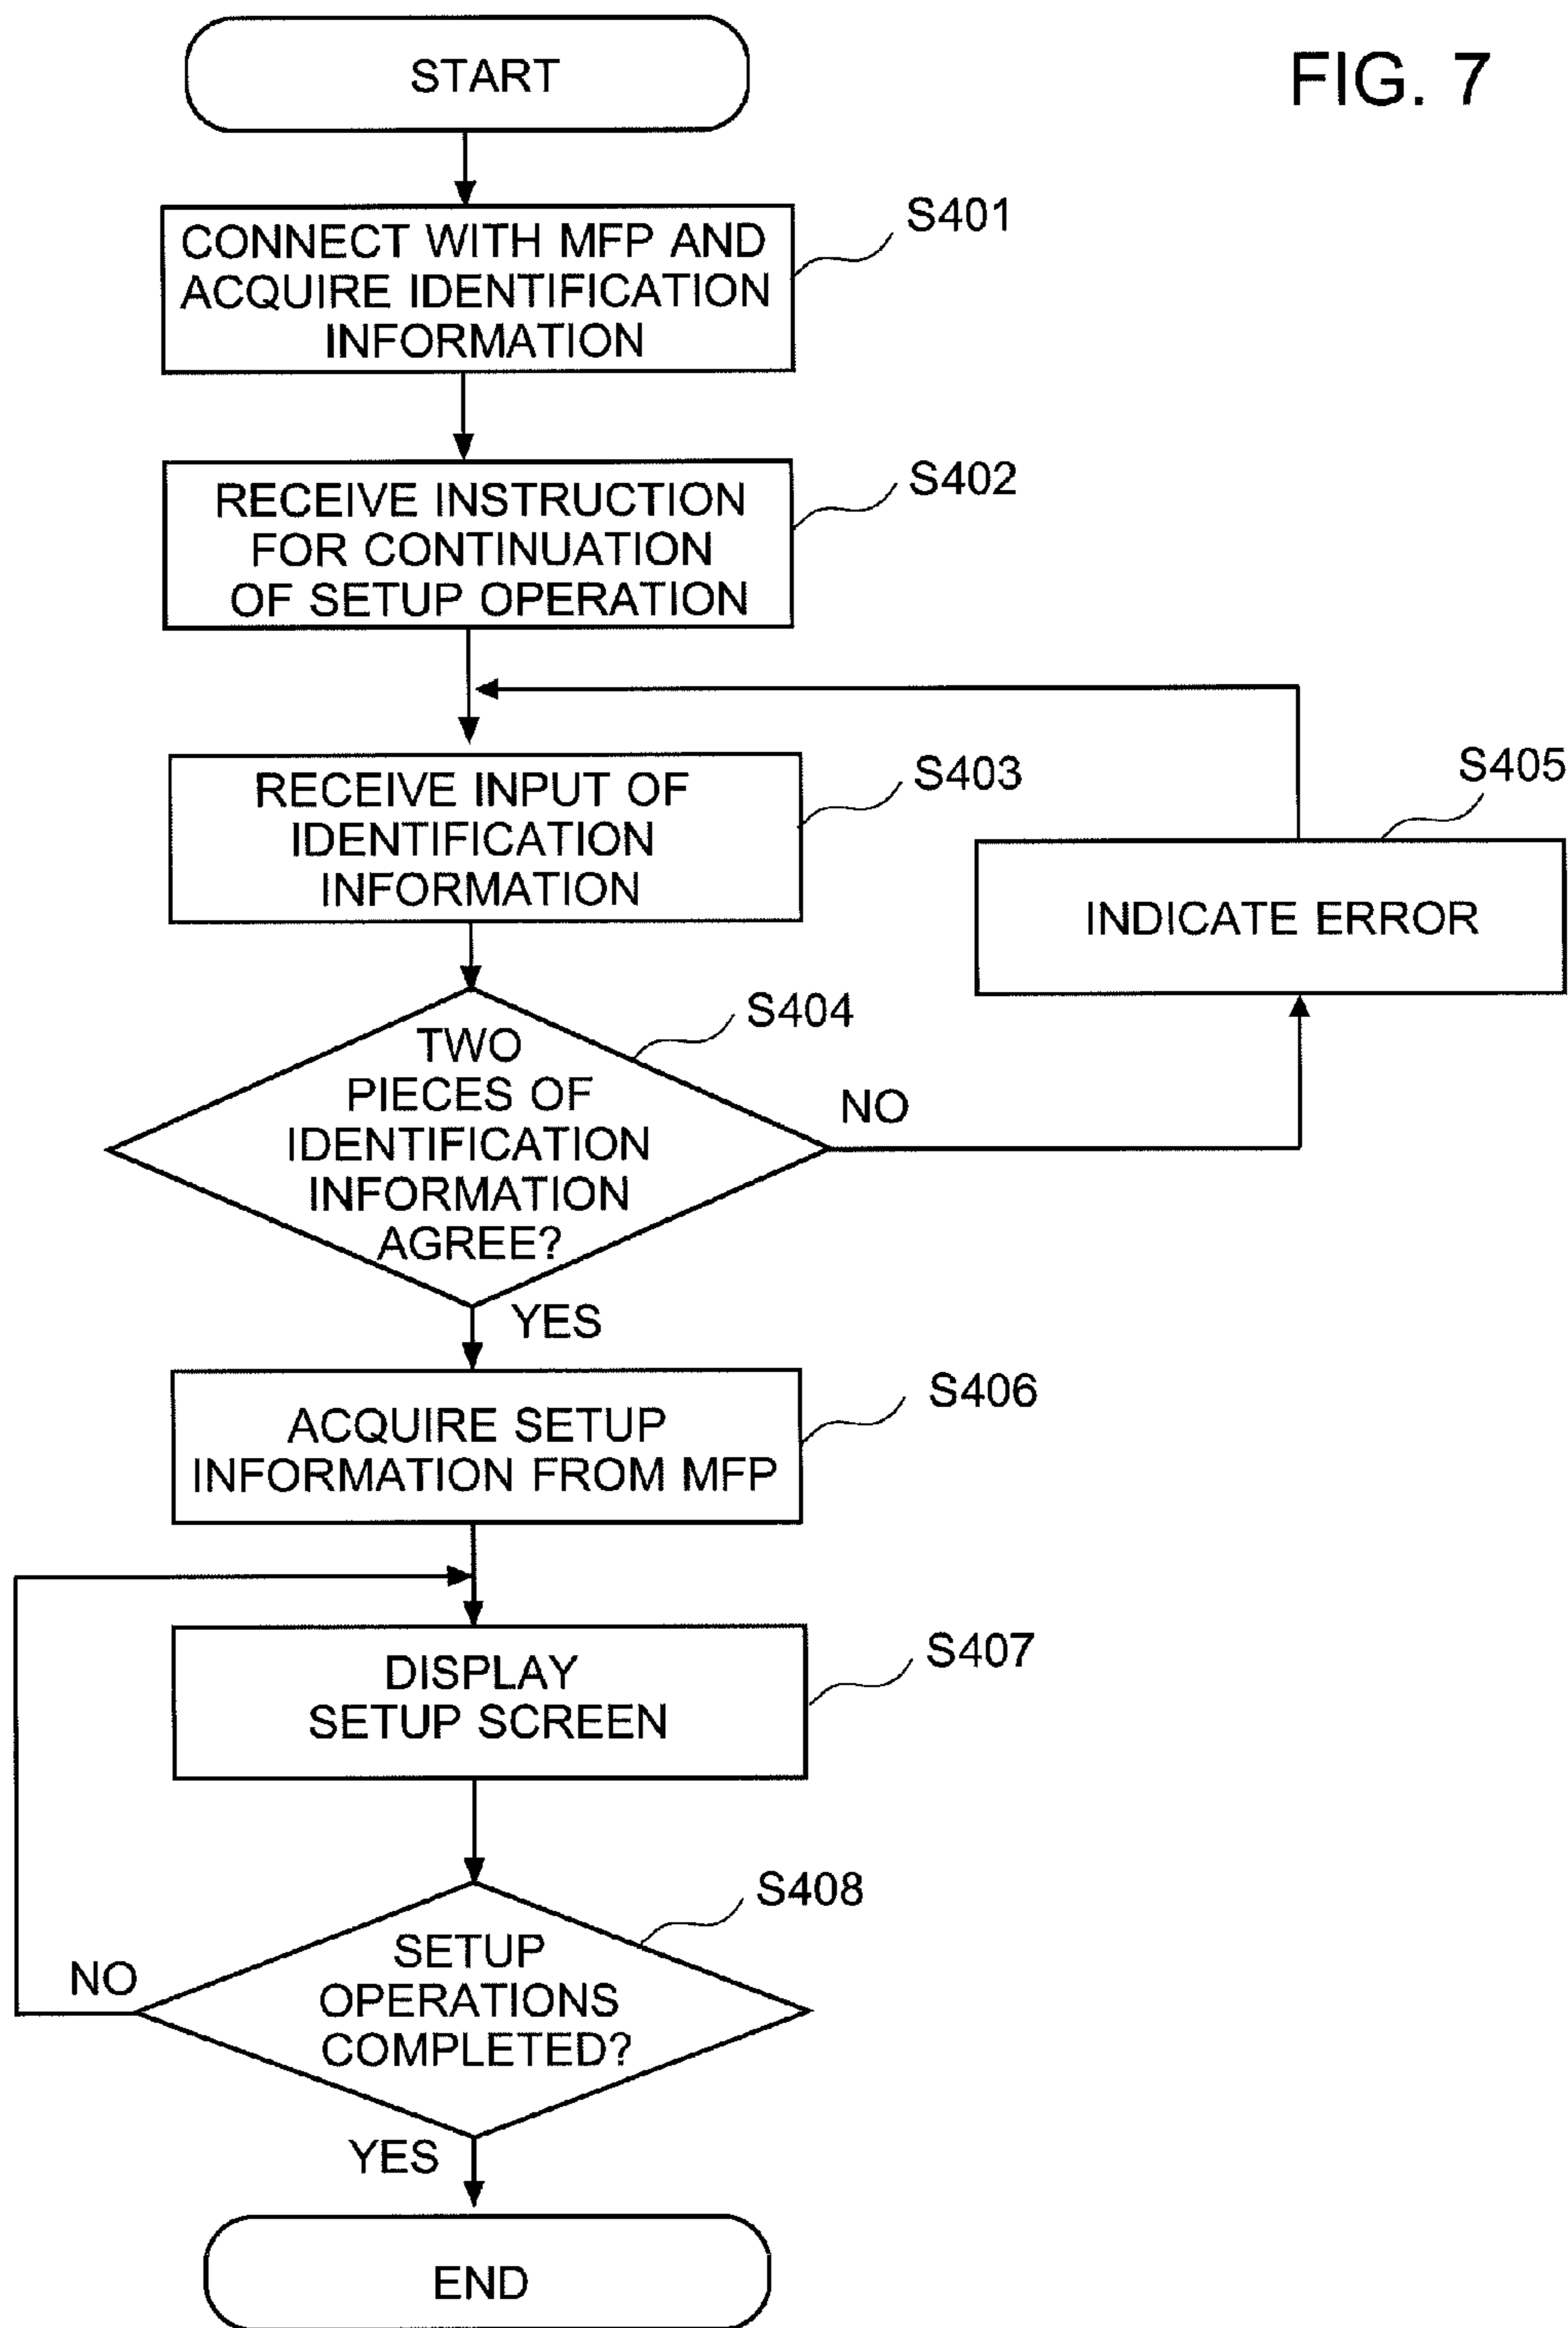 START
FIG. 7
CONNECT WITH MFP AND
ACQUIRE IDENTIFICATION
INFORMATION
S401
RECEIVE INSTRUCTION
FOR CONTINUATION
OF SETUP OPERATION
S402
RECEIVE INPUT OF
IDENTIFICATION
INFORMATION
S403
S405
INDICATE ERROR
TWO
PIECES OF
IDENTIFICATION
INFORMATION
AGREE?
S404
NO
YES
ACQUIRE SETUP
INFORMATION FROM MFP
S406
DISPLAY
SETUP SCREEN
S407
SETUP
OPERATIONS
COMPLETED?
S408
NO
YES
END